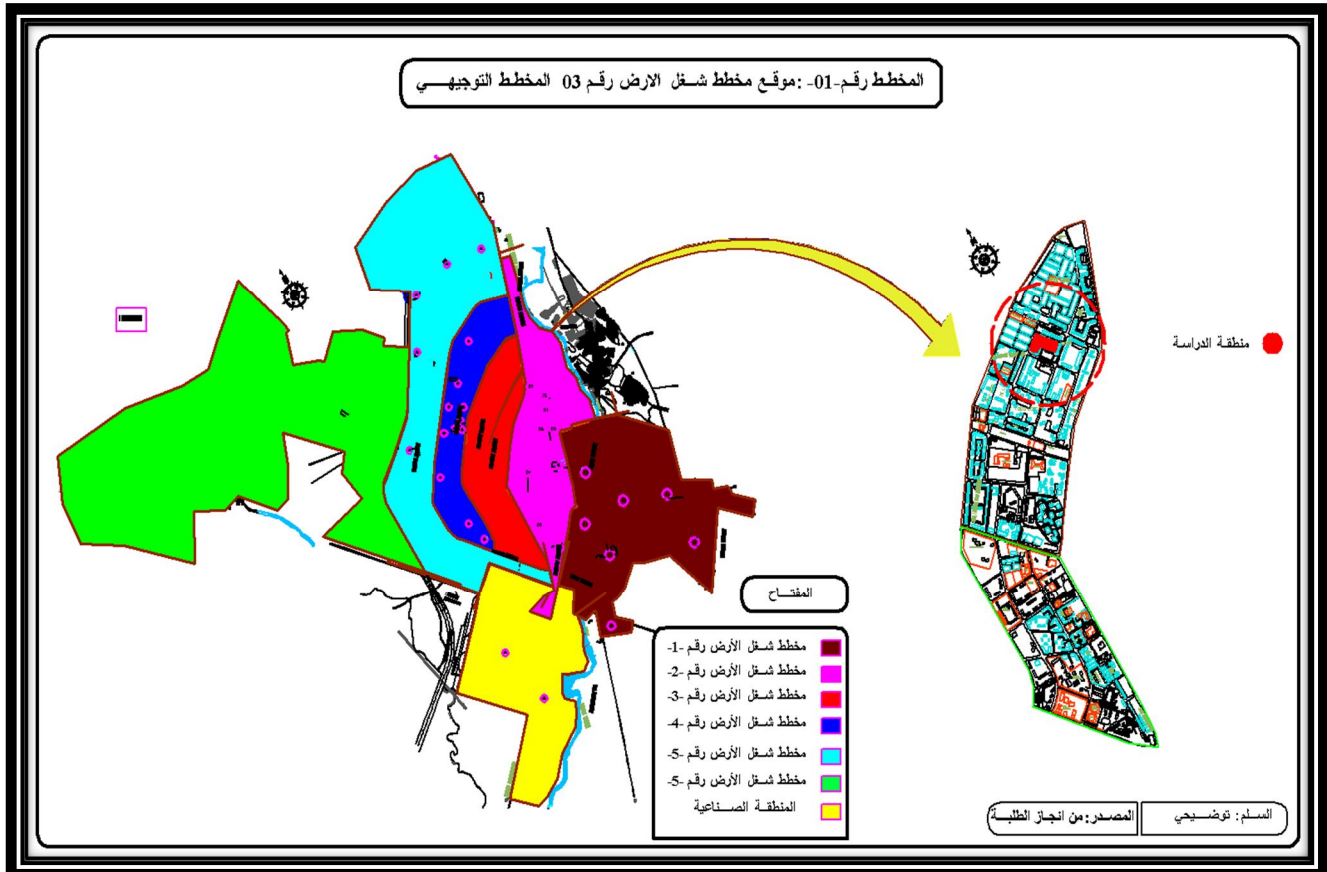 المخطط رقم-01- :موقع مخطط شغل الارض رقم 03 المخطط التوجيهي
منطقة الدراسة
المفتاح
مخطط شغل الأرض رقم -1-
مخطط شغل الأرض رقم -2-
مخطط شغل الأرض رقم -3-
مخطط شغل الأرض رقم -4-
مخطط شغل الأرض رقم -5-
مخطط شغل الأرض رقم -5-
المنطقة الصناعية
السلم: توضيحي
المصدر: من انجاز الطلبة